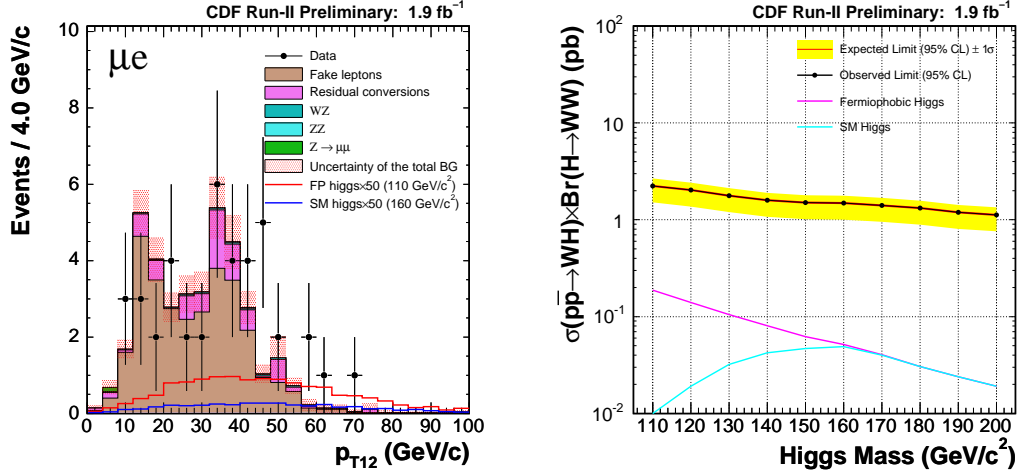 CDF Run-II Preliminary: 1.9 fb⁻¹
μe
Data
Fake leptons
Residual conversions
WZ
ZZ
Z → μμ
Uncertainty of the total BG
FP higgs×50 (110 GeV/c²)
SM higgs×50 (160 GeV/c²)
Events / 4.0 GeV/c
10
8
6
4
2
0
0 10 20 30 40 50 60 70 80 90 100
p_T12 (GeV/c)
CDF Run-II Preliminary: 1.9 fb⁻¹
Expected Limit (95% CL) ± 1σ
Observed Limit (95% CL)
Fermiophobic Higgs
SM Higgs
σ(pp̅→WH)×Br(H→WW) (pb)
10²
10
1
10⁻¹
10⁻²
110 120 130 140 150 160 170 180 190 200
Higgs Mass (GeV/c²)